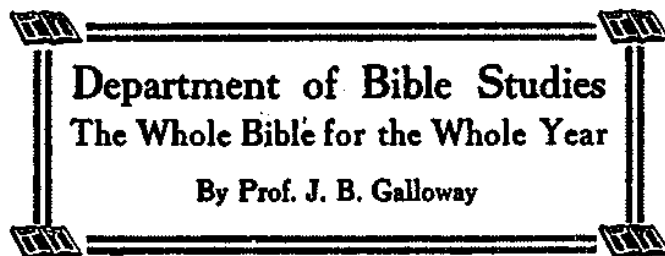 Department of Bible Studies
The Whole Bible for the Whole Year
By Prof. J. B. Galloway